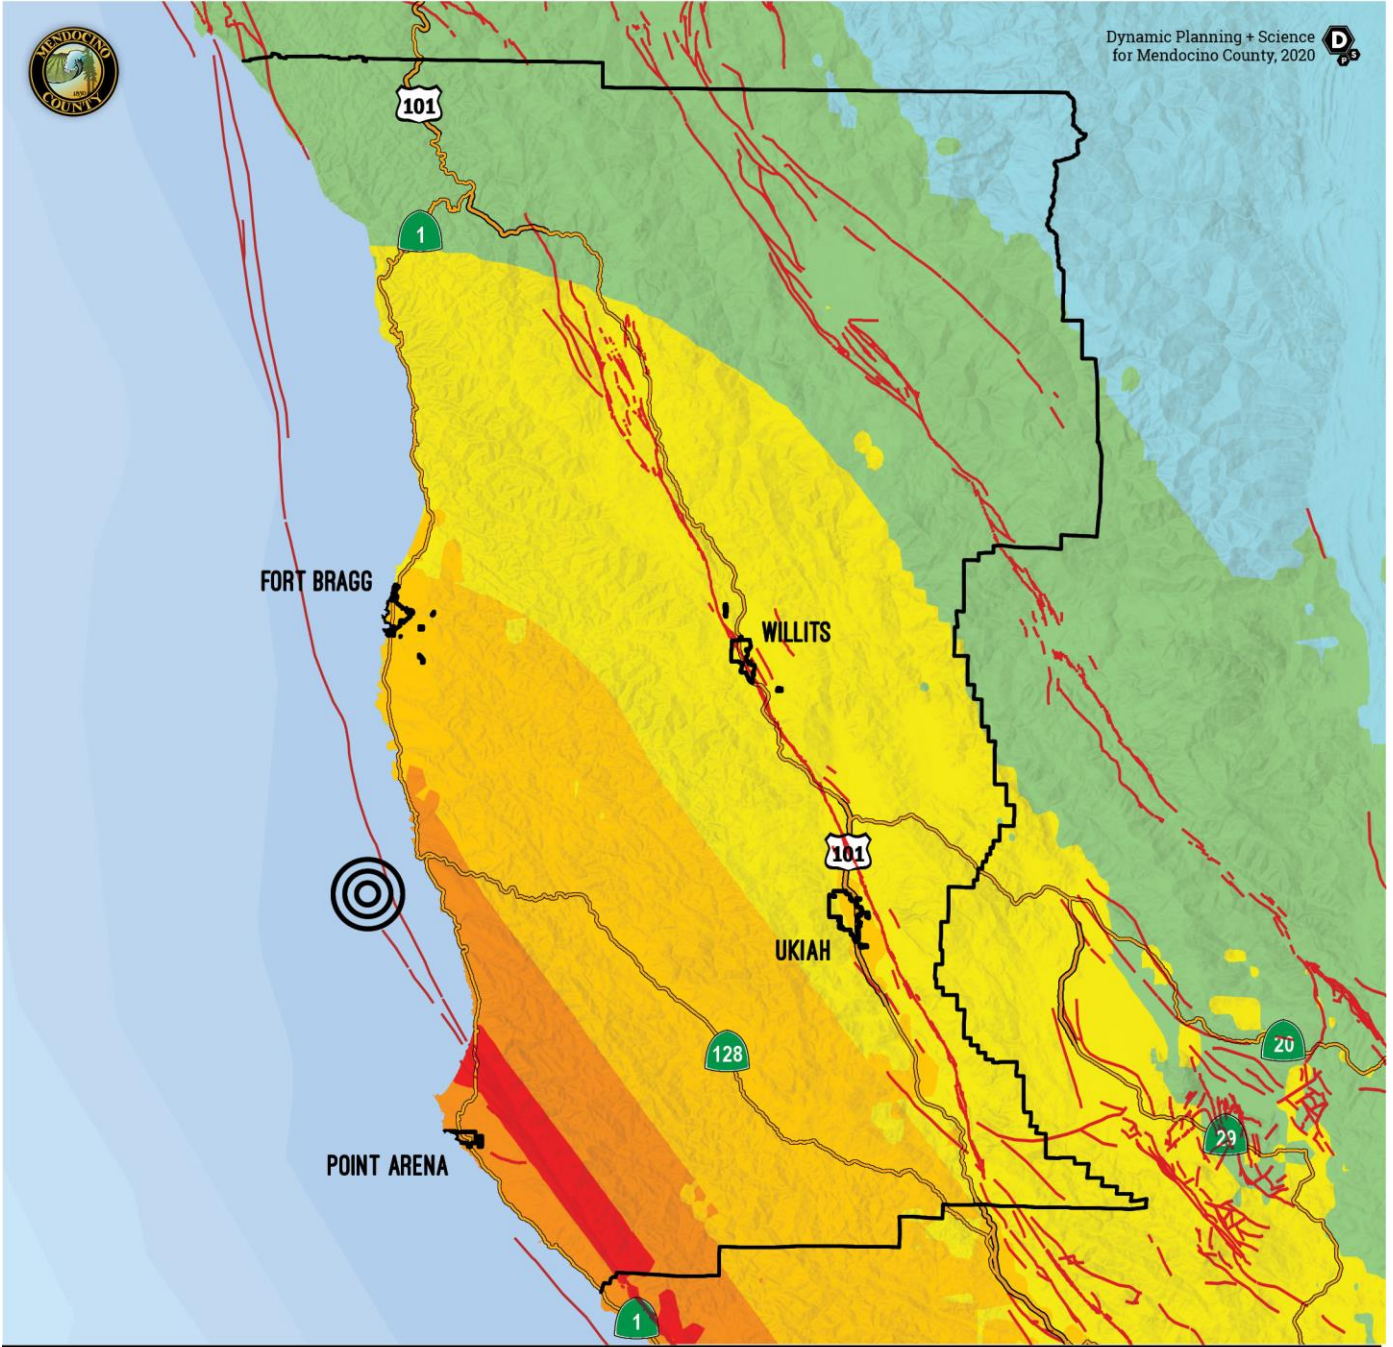 MENDOCINO
COUNTY
1850
Dynamic Planning + Science
for Mendocino County, 2020
D
P S
101
1
FORT BRAGG
WILLITS
101
UKIAH
128
20
29
POINT ARENA
1